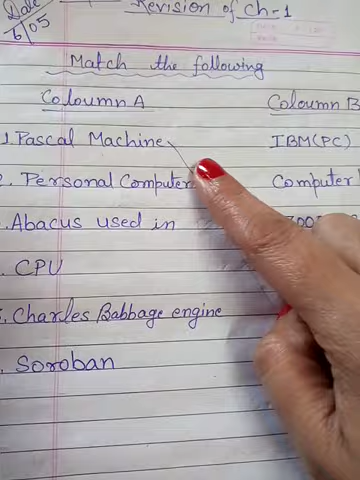 Date 6/05
Revision of Ch-1
Match the following
Coloumn A Coloumn B
1. Pascal Machine IBM(PC)
2. Personal Computer Computer
. Abacus used in
. CPU
. Charles Babbage engine
. Soroban